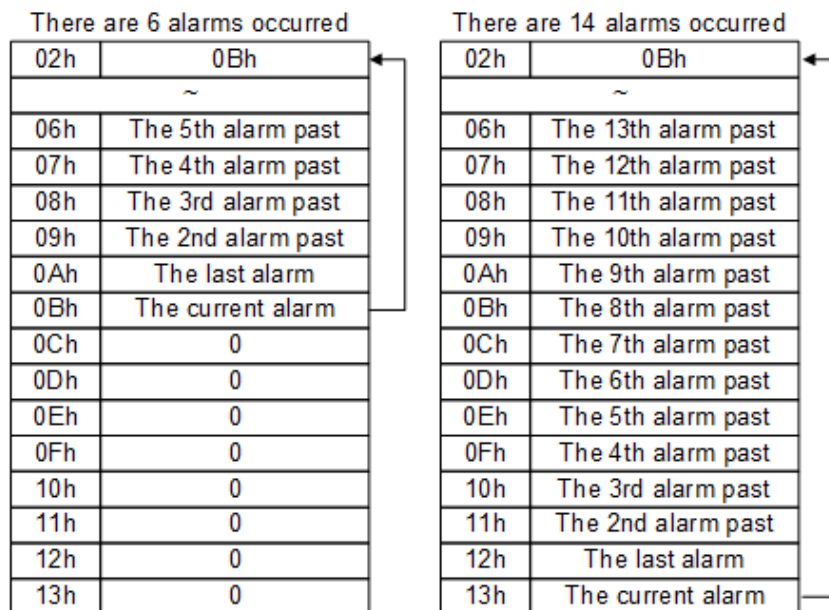 There are 6 alarms occurred
02h 0Bh
~
06h The 5th alarm past
07h The 4th alarm past
08h The 3rd alarm past
09h The 2nd alarm past
0Ah The last alarm
0Bh The current alarm
0Ch 0
0Dh 0
0Eh 0
0Fh 0
10h 0
11h 0
12h 0
13h 0
There are 14 alarms occurred
02h 0Bh
~
06h The 13th alarm past
07h The 12th alarm past
08h The 11th alarm past
09h The 10th alarm past
0Ah The 9th alarm past
0Bh The 8th alarm past
0Ch The 7th alarm past
0Dh The 6th alarm past
0Eh The 5th alarm past
0Fh The 4th alarm past
10h The 3rd alarm past
11h The 2nd alarm past
12h The last alarm
13h The current alarm